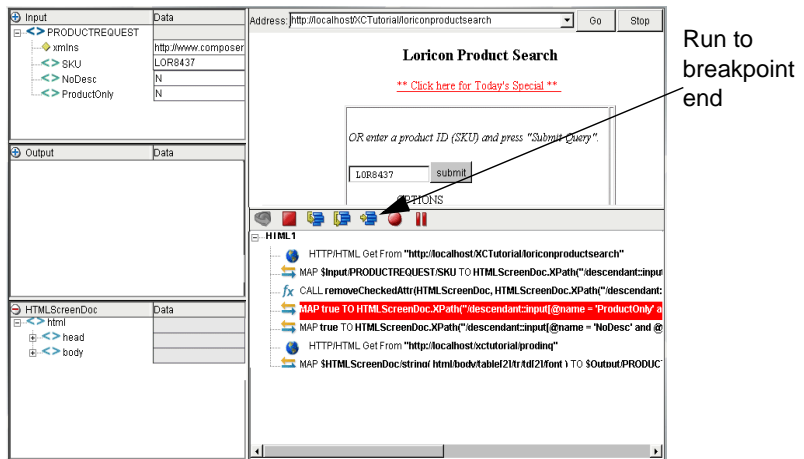 Input Data
PRODUCTREQUEST
xmlns http://www.composer
SKU LOR8437
NoDesc N
ProductOnly N
Output Data
HTMLScreenDoc Data
html
head
body
Address: http://localhost/XCTutorial/loriconproductsearch Go Stop
Loricon Product Search
** Click here for Today's Special **
OR enter a product ID (SKU) and press "Submit Query".
LOR8437 submit
OPTIONS
HTML1
HTTP/HTML Get From "http://localhost/XCTutorial/loriconproductsearch"
MAP $Input/PRODUCTREQUEST/SKU TO HTMLScreenDoc.XPath("/descendant::input
fx CALL removeCheckedAttr(HTMLScreenDoc, HTMLScreenDoc.XPath("/descendant:
MAP true TO HTMLScreenDoc.XPath("/descendant::input[@name = 'ProductOnly' a
MAP true TO HTMLScreenDoc.XPath("/descendant::input[@name = 'NoDesc' and @
HTTP/HTML Get From "http://localhost/xctutorial/prodinq"
MAP $HTMLScreenDoc/string( html/body/table[2]/tr/td[2]/font ) TO $Output/PRODUC
Run to
breakpoint
end